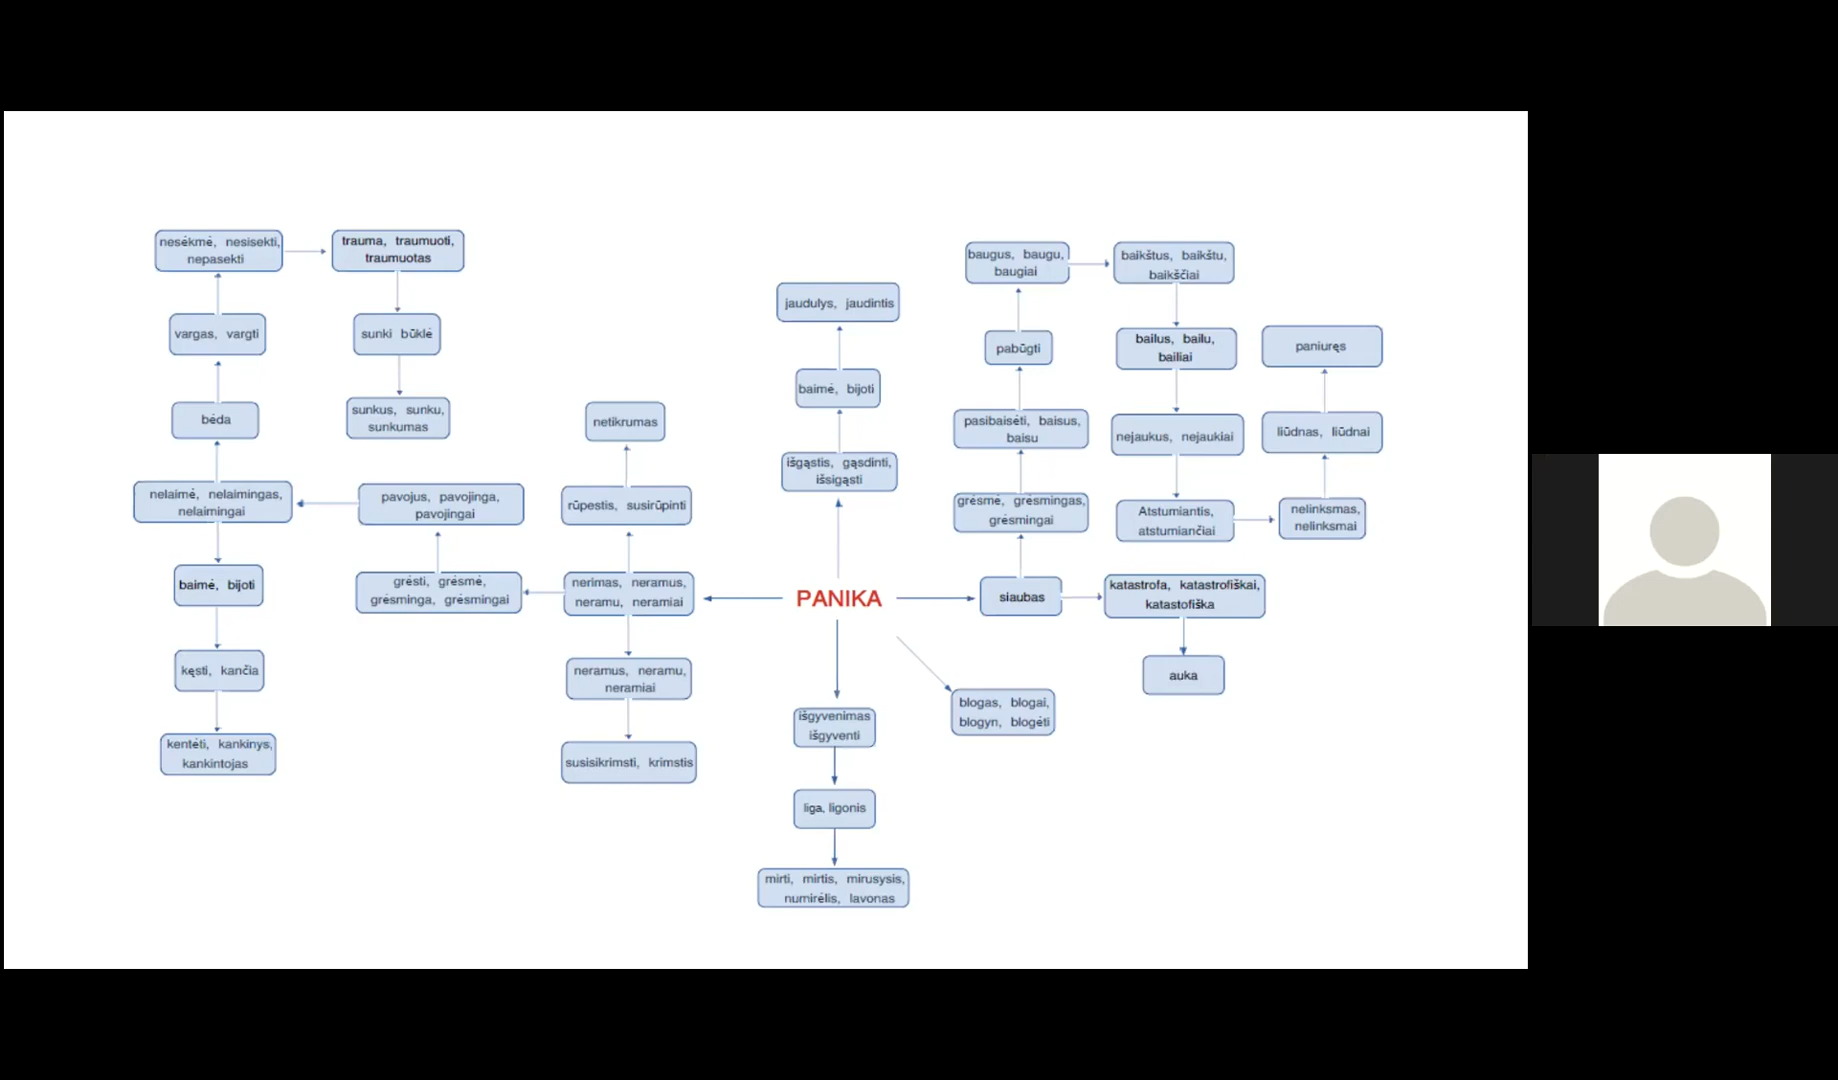 nesėkmė, nesisekti,
nepasekti
trauma, traumuoti,
traumuotas
vargas, vargti
sunki būklė
bėda
sunkus, sunku,
sunkumas
nelaimė, nelaimingas,
nelaimingai
pavojus, pavojinga,
pavojingai
baimė, bijoti
grėsti, grėsmė,
grėsminga, grėsmingai
kęsti, kančia
kentėti, kankinys,
kankintojas
netikrumas
rūpestis, susirūpinti
nerimas, neramus,
neramu, neramiai
neramus, neramu,
neramiai
susisikrimsti, krimstis
jaudulys, jaudintis
baimė, bijoti
išgąstis, gąsdinti,
išsigąsti
PANIKA
išgyvenimas
išgyventi
liga, ligonis
mirti, mirtis, mirusysis,
numirėlis, lavonas
blogas, blogai,
blogyn, blogėti
baugus, baugu,
baugiai
baikštus, baikštu,
baikščiai
pabūgti
bailus, bailu,
bailiai
paniuręs
pasibaisėti, baisus,
baisu
nejaukus, nejaukiai
liūdnas, liūdnai
grėsmė, grėsmingas,
grėsmingai
Atstumiantis,
atstumiančiai
nelinksmas,
nelinksmai
siaubas
katastrofa, katastrofiškai,
katastofiška
auka